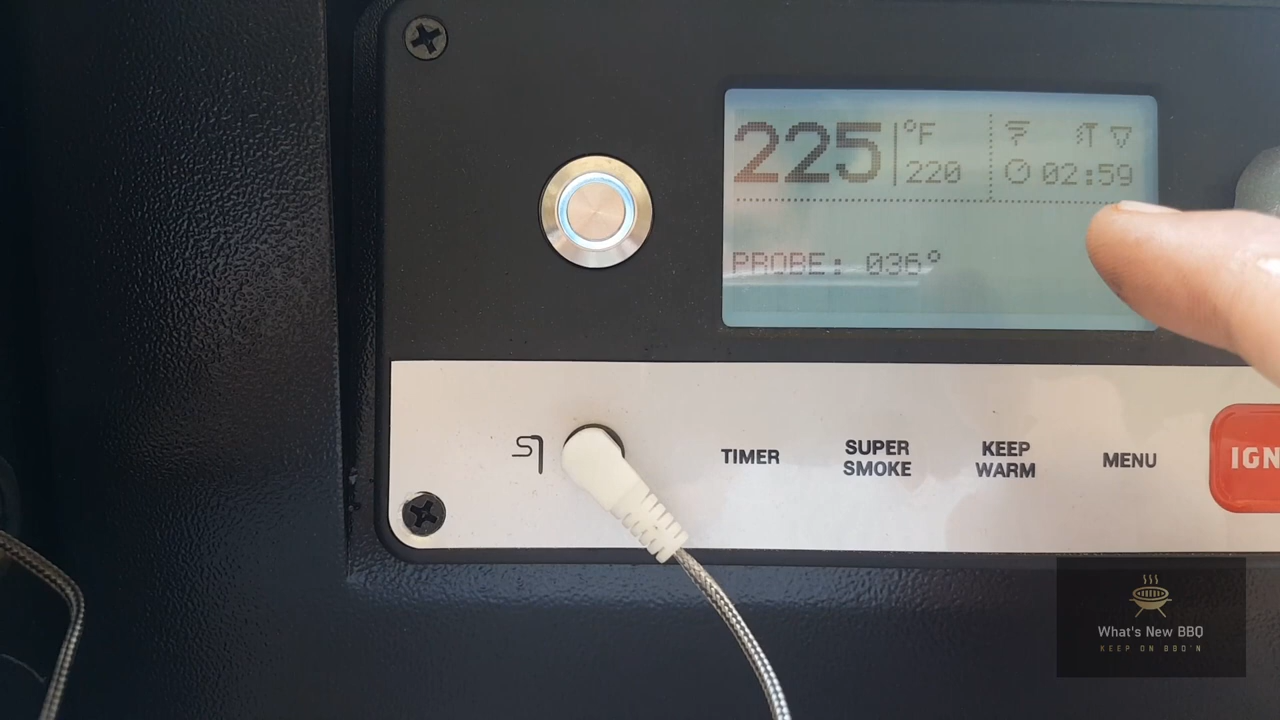 225 °F
220
02:59
PROBE: 036°
TIMER
SUPER
SMOKE
KEEP
WARM
MENU
IGN
What's New BBQ
KEEP ON BBQ'N